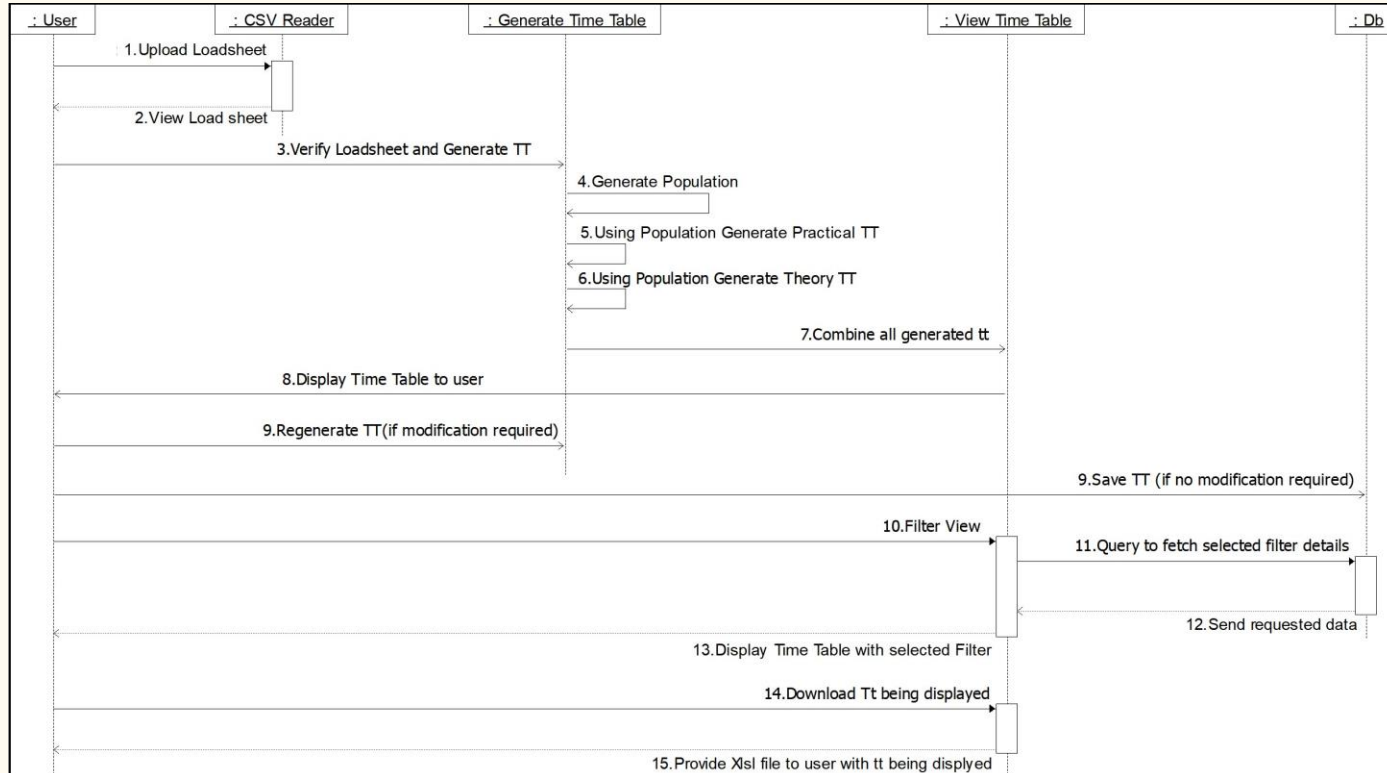 : User
: CSV Reader
: Generate Time Table
: View Time Table
: Db
1.Upload Loadsheet
2.View Load sheet
3.Verify Loadsheet and Generate TT
4.Generate Population
5.Using Population Generate Practical TT
6.Using Population Generate Theory TT
7.Combine all generated tt
8.Display Time Table to user
9.Regenerate TT(if modification required)
9.Save TT (if no modification required)
10.Filter View
11.Query to fetch selected filter details
12.Send requested data
13.Display Time Table with selected Filter
14.Download Tt being displayed
15.Provide Xlsl file to user with tt being displyed